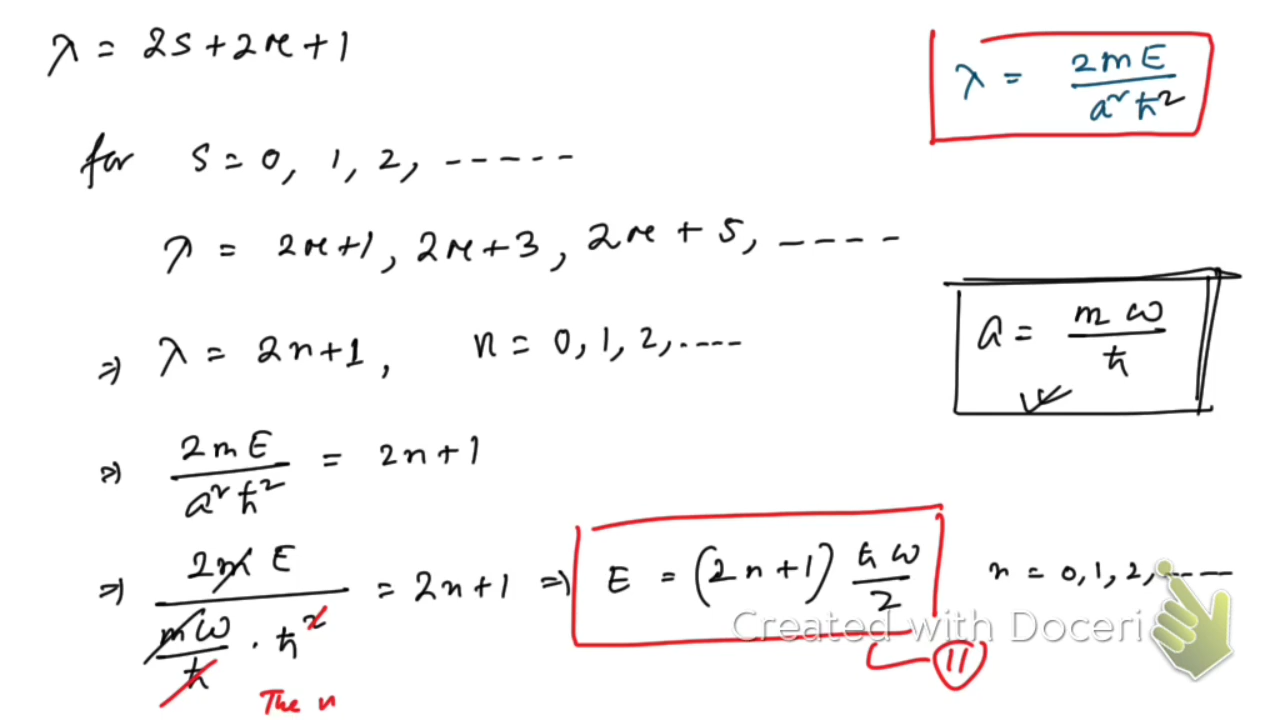 λ = 2s + 2r + 1
λ = 2mE / a²ħ²
for s = 0, 1, 2, ------
λ = 2r+1, 2r+3, 2r+5, ----
a = mω / ħ
⇒ λ = 2n+1, n = 0, 1, 2, .....
⇒ 2mE / a²ħ² = 2n+1
⇒ 2mE / (mω/ħ · ħ²) = 2n+1 ⇒ E = (2n+1) ħω/2 n = 0, 1, 2, -----
Created with Doceri
11
The n